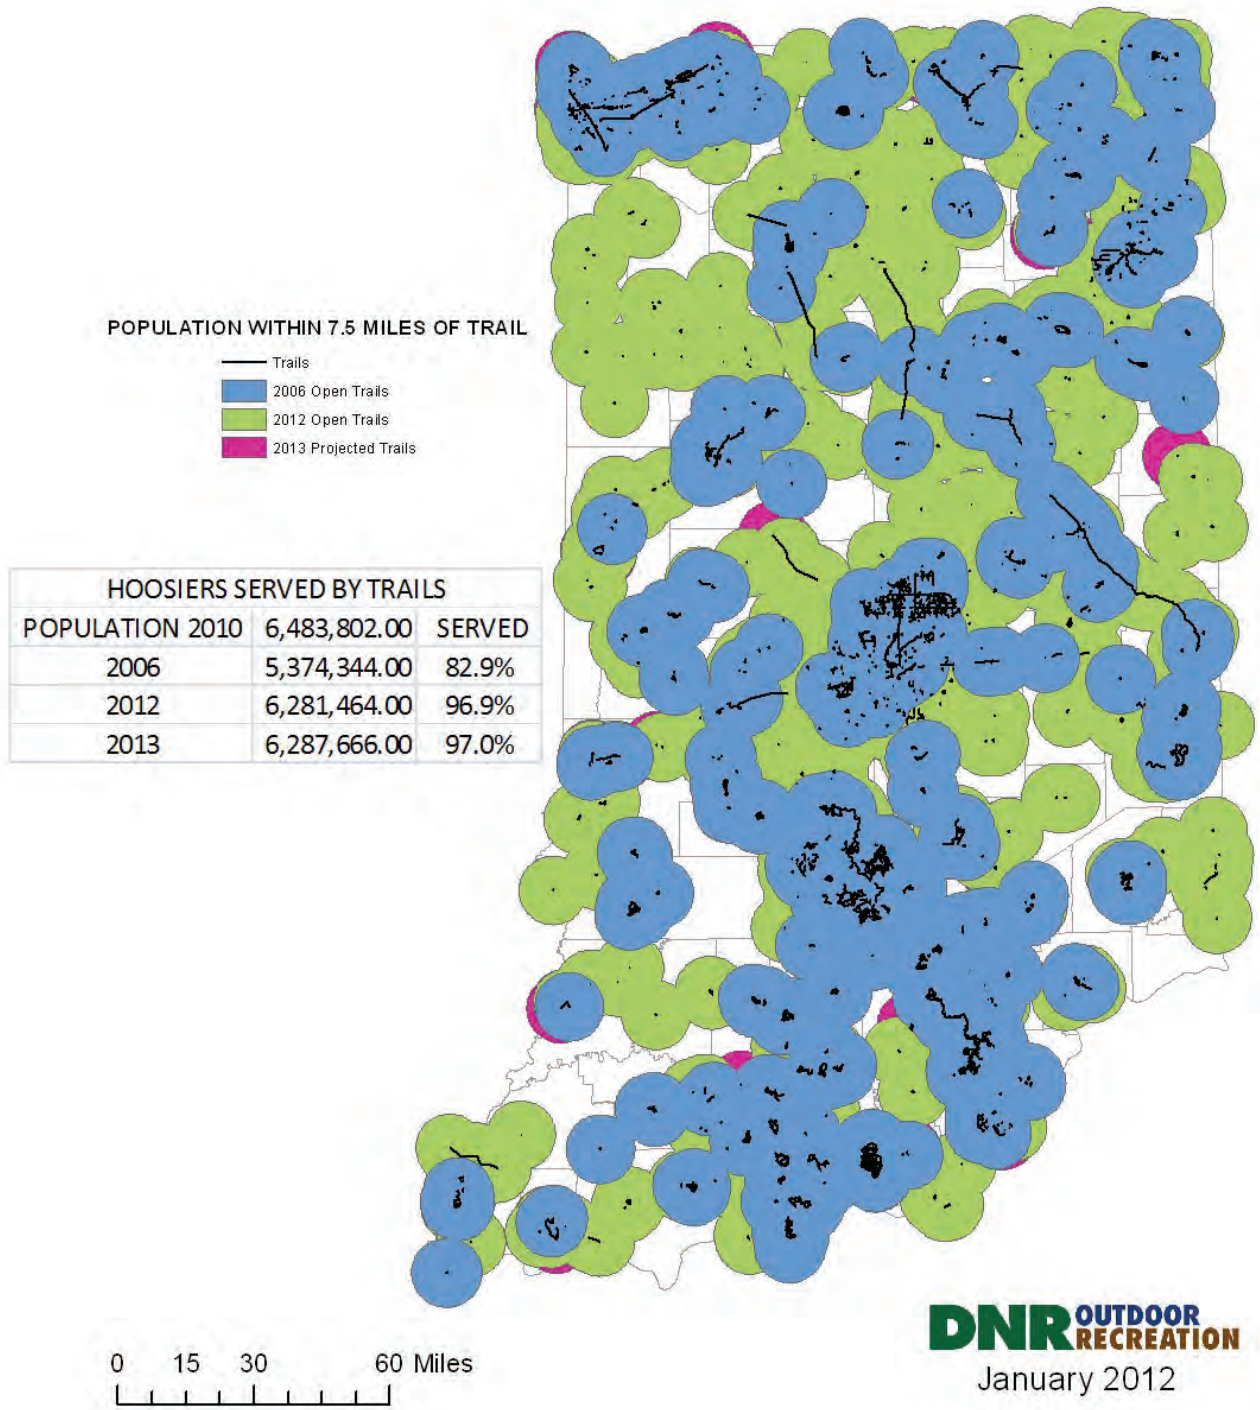 POPULATION WITHIN 7.5 MILES OF TRAIL
Trails
2006 Open Trails
2012 Open Trails
2013 Projected Trails
HOOSIERS SERVED BY TRAILS
POPULATION 2010 6,483,802.00 SERVED
2006 5,374,344.00 82.9%
2012 6,281,464.00 96.9%
2013 6,287,666.00 97.0%
0 15 30 60 Miles
DNR OUTDOOR
RECREATION
January 2012